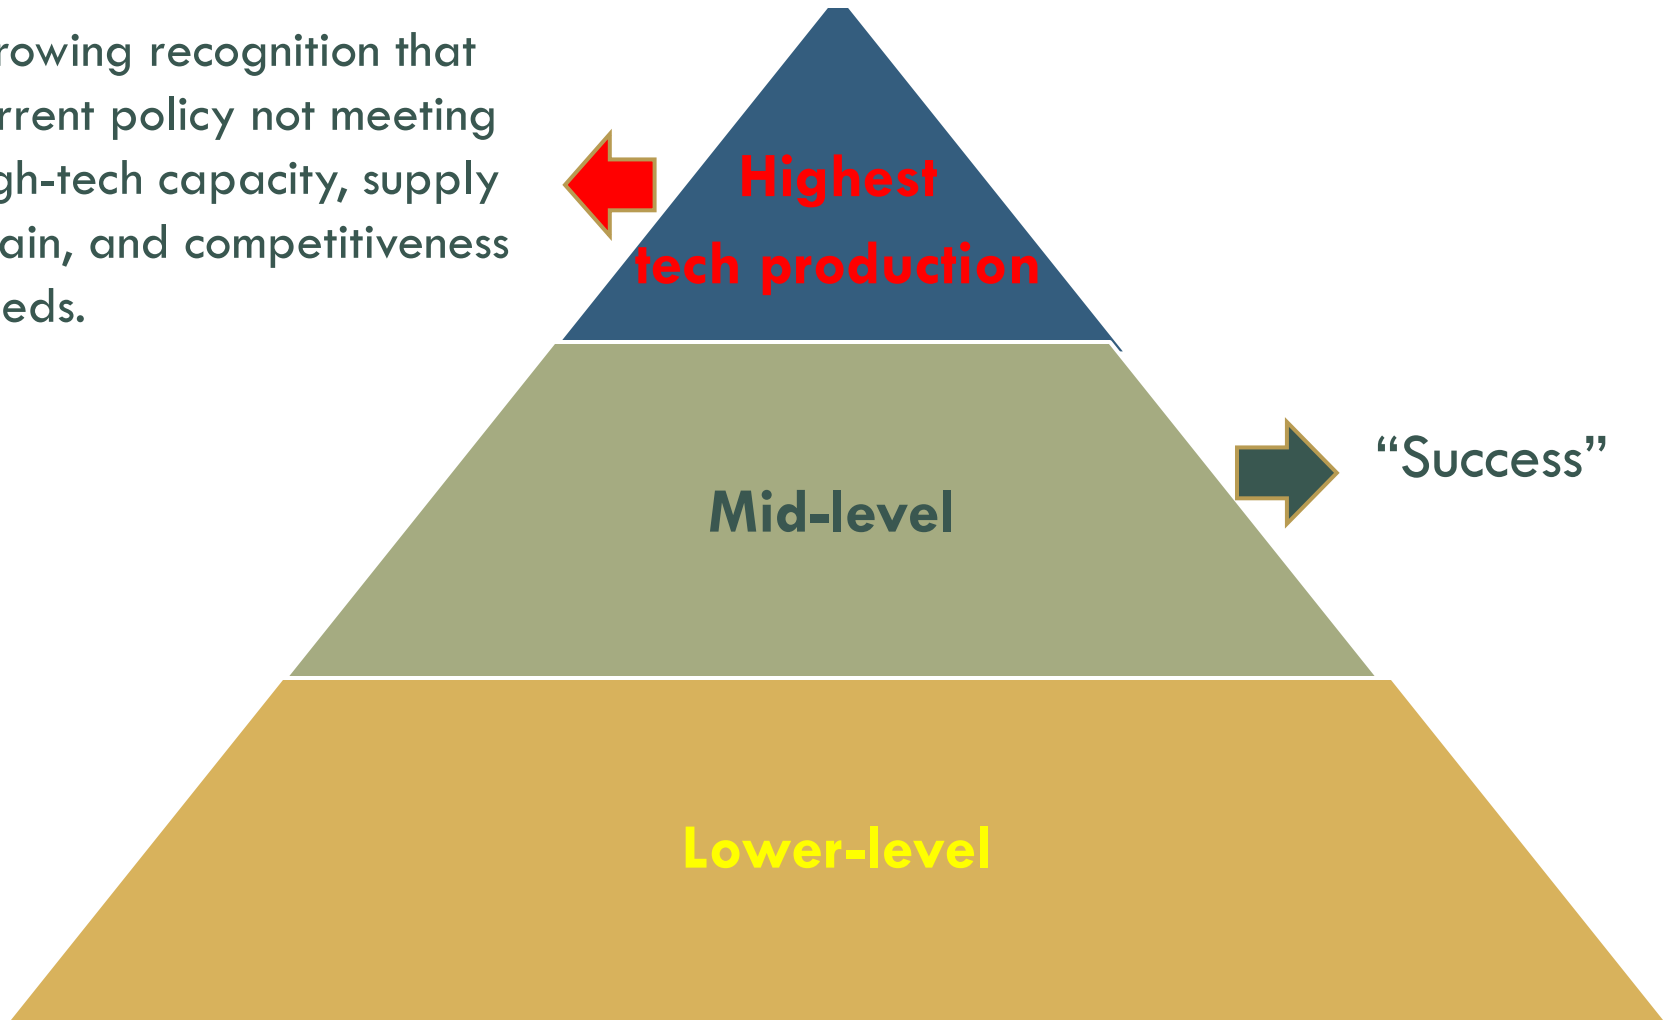 rowing recognition that
rrent policy not meeting
gh-tech capacity, supply
ain, and competitiveness
eds.
Highest
tech production
“Success”
Mid-level
Lower-level